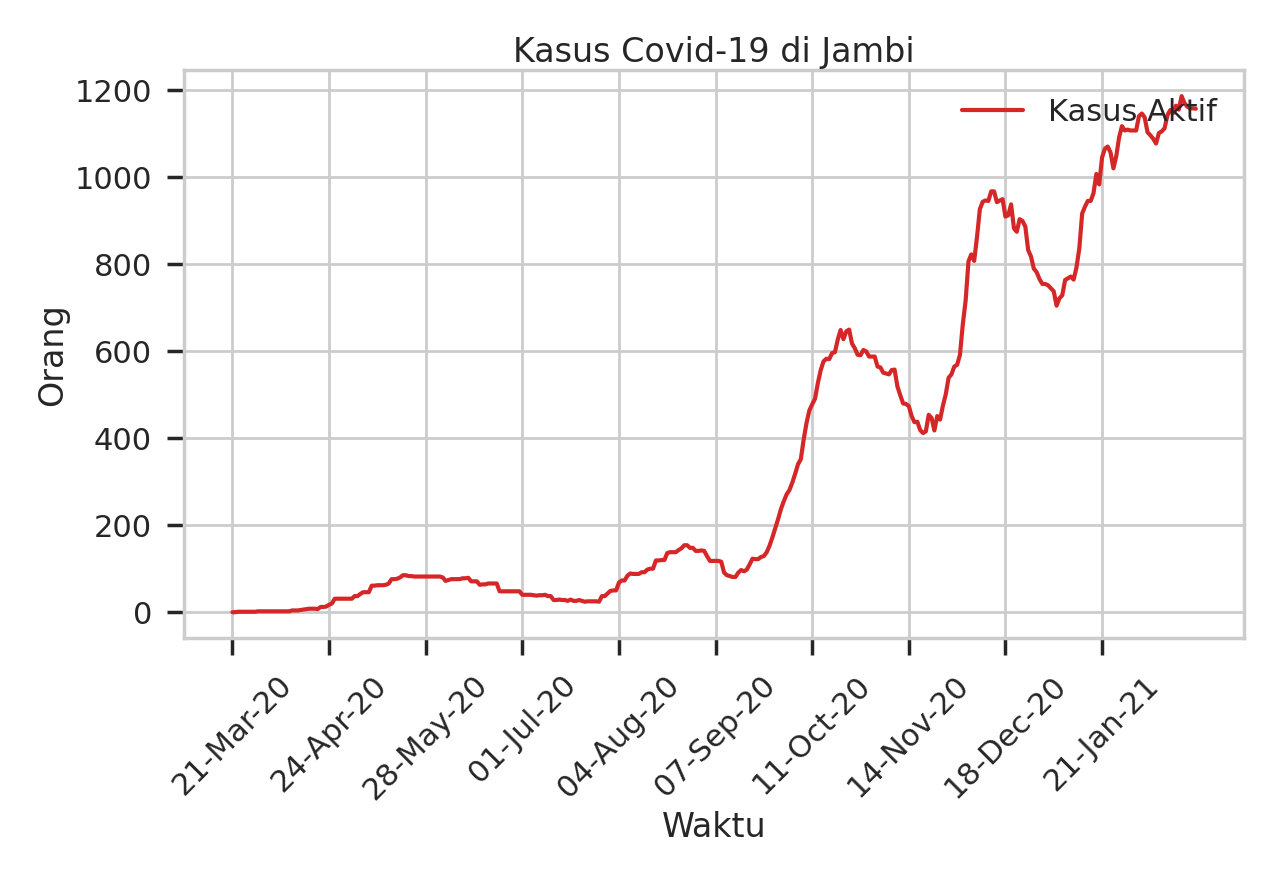 Kasus Covid-19 di Jambi
Kasus Aktif
Orang
1200
1000
800
600
400
200
0
21-Mar-20
24-Apr-20
28-May-20
01-Jul-20
04-Aug-20
07-Sep-20
11-Oct-20
14-Nov-20
18-Dec-20
21-Jan-21
Waktu